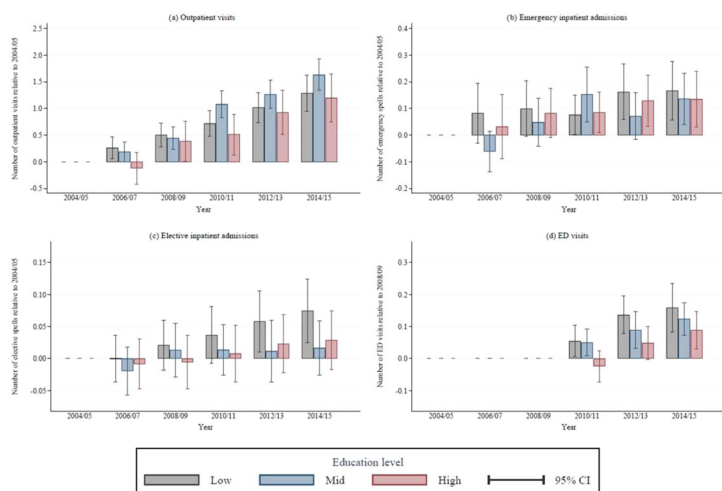 (a) Outpatient visits
Number of outpatient visits relative to 2004/05
2.5
2.0
1.5
1.0
0.5
0.0
-0.5
2004/05 2006/07 2008/09 2010/11 2012/13 2014/15
Year
(b) Emergency inpatient admissions
Number of emergency spells relative to 2004/05
0.4
0.3
0.2
0.1
0.0
-0.1
-0.2
2004/05 2006/07 2008/09 2010/11 2012/13 2014/15
Year
(c) Elective inpatient admissions
Number of elective spells relative to 2004/05
0.15
0.10
0.05
0.00
-0.05
2004/05 2006/07 2008/09 2010/11 2012/13 2014/15
Year
(d) ED visits
Number of ED visits relative to 2008/09
0.3
0.2
0.1
0.0
-0.1
2004/05 2006/07 2008/09 2010/11 2012/13 2014/15
Year
Education level
Low Mid High 95% CI